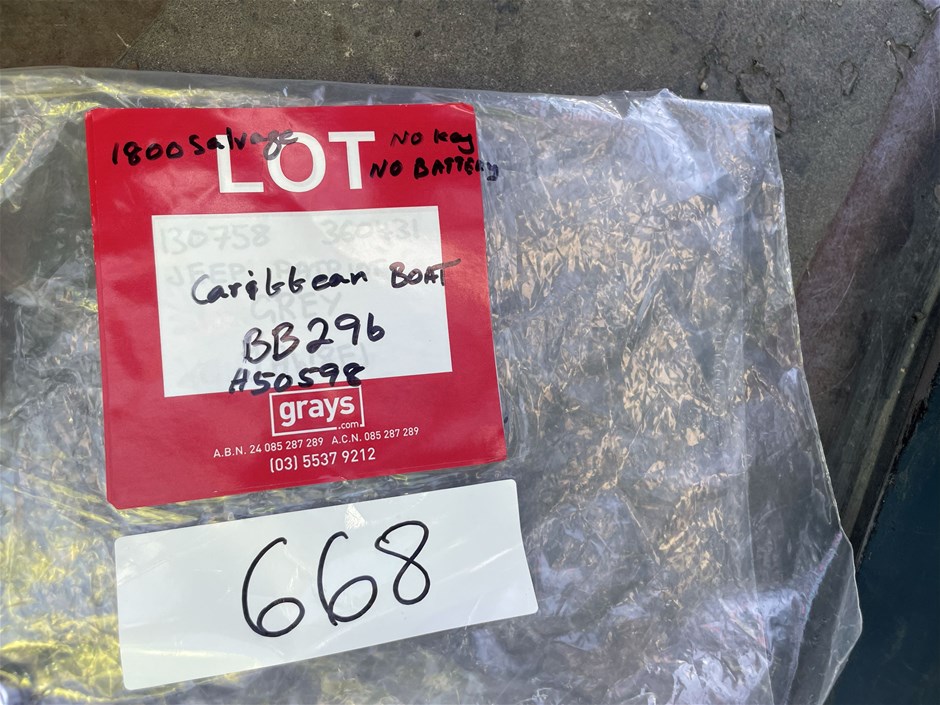 1800 Salvage
LOT
NO Key
NO BATTERY
130758 360731
GREY
Caribbean BOAT
BB296
H50598
grays
.com
A.B.N. 24 085 287 289 A.C.N. 085 287 289
(03) 5537 9212
668